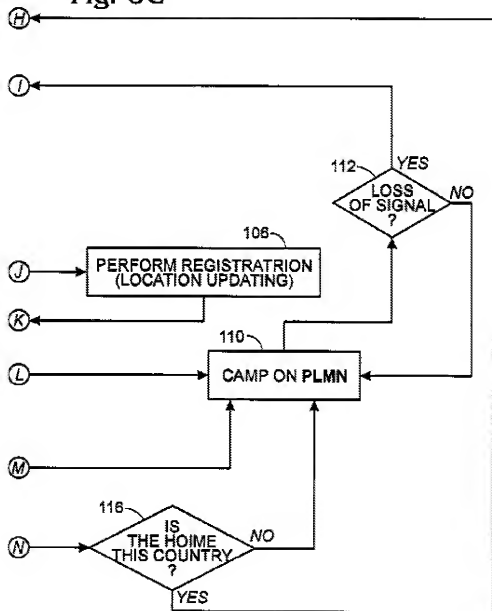 Fig. 6C
H
I
112
YES
LOSS
OF SIGNAL
?
NO
106
J
PERFORM REGISTRATRION
(LOCATION UPDATING)
K
110
L
CAMP ON PLMN
M
116
IS
THE HOIME
THIS COUNTRY
?
NO
N
YES